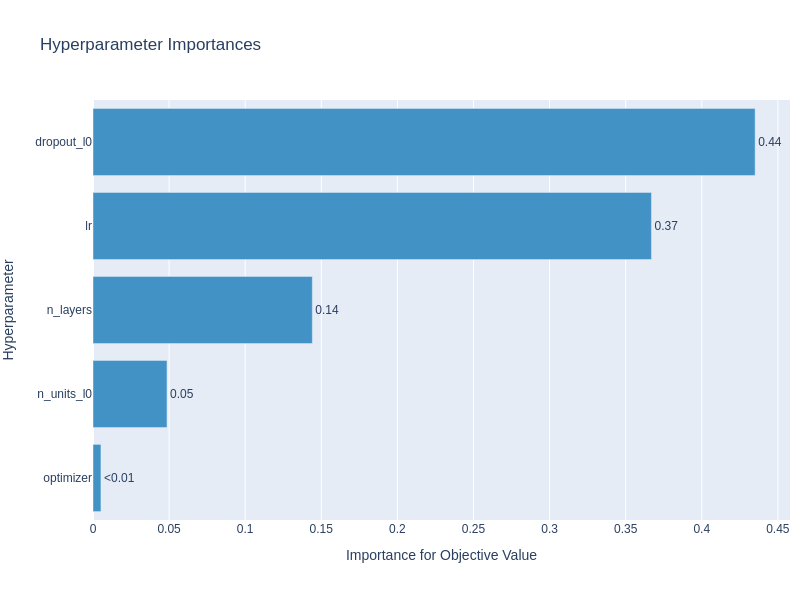 Hyperparameter Importances
Hyperparameter
dropout_l0
0.44
lr
0.37
n_layers
0.14
n_units_l0
0.05
optimizer
<0.01
0
0.05
0.1
0.15
0.2
0.25
0.3
0.35
0.4
0.45
Importance for Objective Value